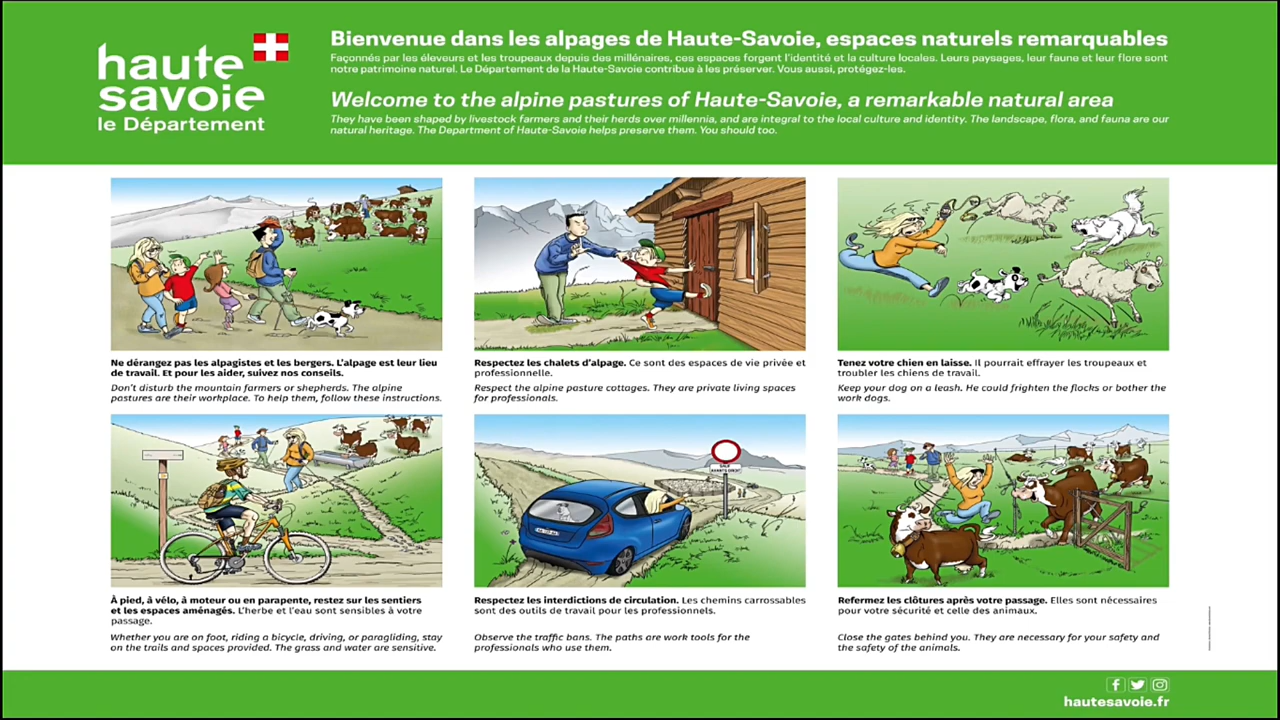 haute
savoie
le Département
Bienvenue dans les alpages de Haute-Savoie, espaces naturels remarquables
Façonnés par les éleveurs et les troupeaux depuis des millénaires, ces espaces forgent l'identité et la culture locales. Leurs paysages, leur faune et leur flore sont
notre patrimoine naturel. Le Département de la Haute-Savoie contribue à les préserver. Vous aussi, protégez-les.
Welcome to the alpine pastures of Haute-Savoie, a remarkable natural area
They have been shaped by livestock farmers and their herds over millennia, and are integral to the local culture and identity. The landscape, flora, and fauna are our
natural heritage. The Department of Haute-Savoie helps preserve them. You should too.
Ne dérangez pas les alpagistes et les bergers. L'alpage est leur lieu
de travail. Et pour les aider, suivez nos conseils.
Don't disturb the mountain farmers or shepherds. The alpine
pastures are their workplace. To help them, follow these instructions.
Respectez les chalets d'alpage. Ce sont des espaces de vie privée et
professionnelle.
Respect the alpine pasture cottages. They are private living spaces
for professionals.
Tenez votre chien en laisse. Il pourrait effrayer les troupeaux et
troubler les chiens de travail.
Keep your dog on a leash. He could frighten the flocks or bother the
work dogs.
SAUF
AYANTS DROIT
À pied, à vélo, à moteur ou en parapente, restez sur les sentiers
et les espaces aménagés. L'herbe et l'eau sont sensibles à votre
passage.
Whether you are on foot, riding a bicycle, driving, or paragliding, stay
on the trails and spaces provided. The grass and water are sensitive.
Respectez les interdictions de circulation. Les chemins carrossables
sont des outils de travail pour les professionnels.
Observe the traffic bans. The paths are work tools for the
professionals who use them.
Refermez les clôtures après votre passage. Elles sont nécessaires
pour votre sécurité et celle des animaux.
Close the gates behind you. They are necessary for your safety and
the safety of the animals.
hautesavoie.fr